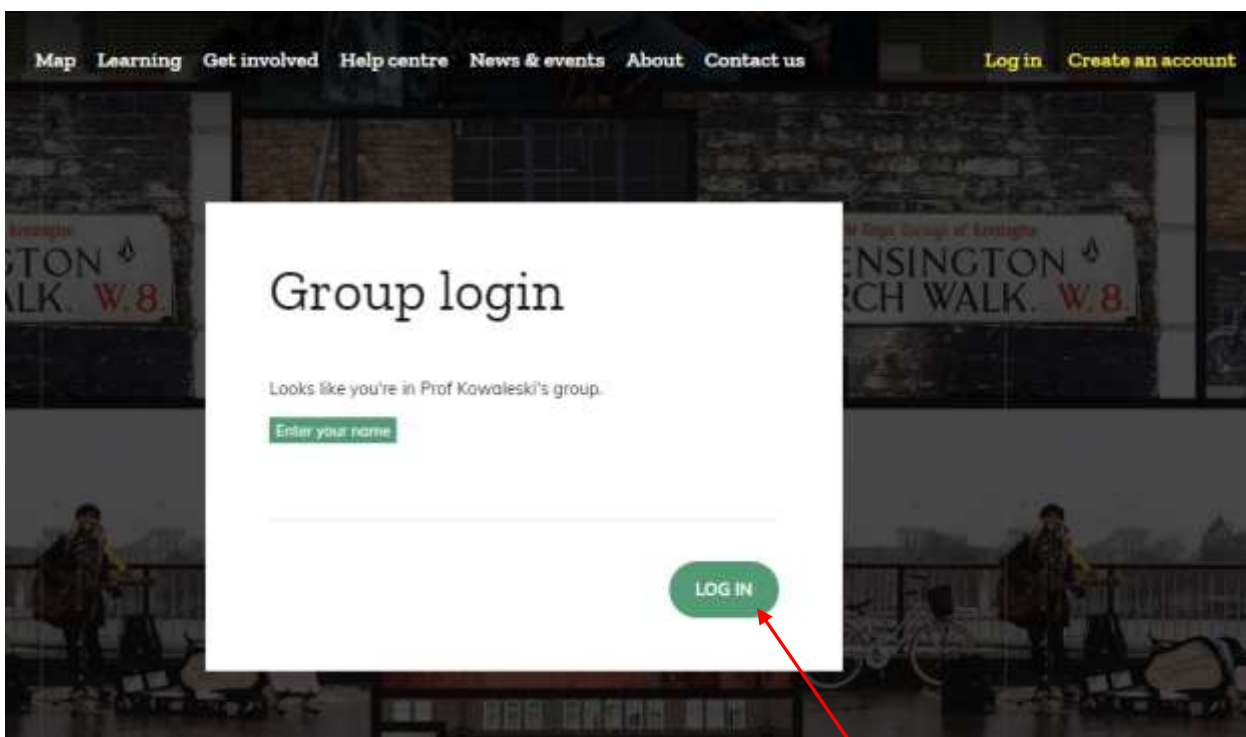 Map Learning Get involved Help centre News & events About Contact us Log in Create an account
Group login
Looks like you're in Prof Kowaleski's group.
Enter your name
LOG IN
GTON
ALK. W.8.
ENSINGTON
RCH WALK. W.8.